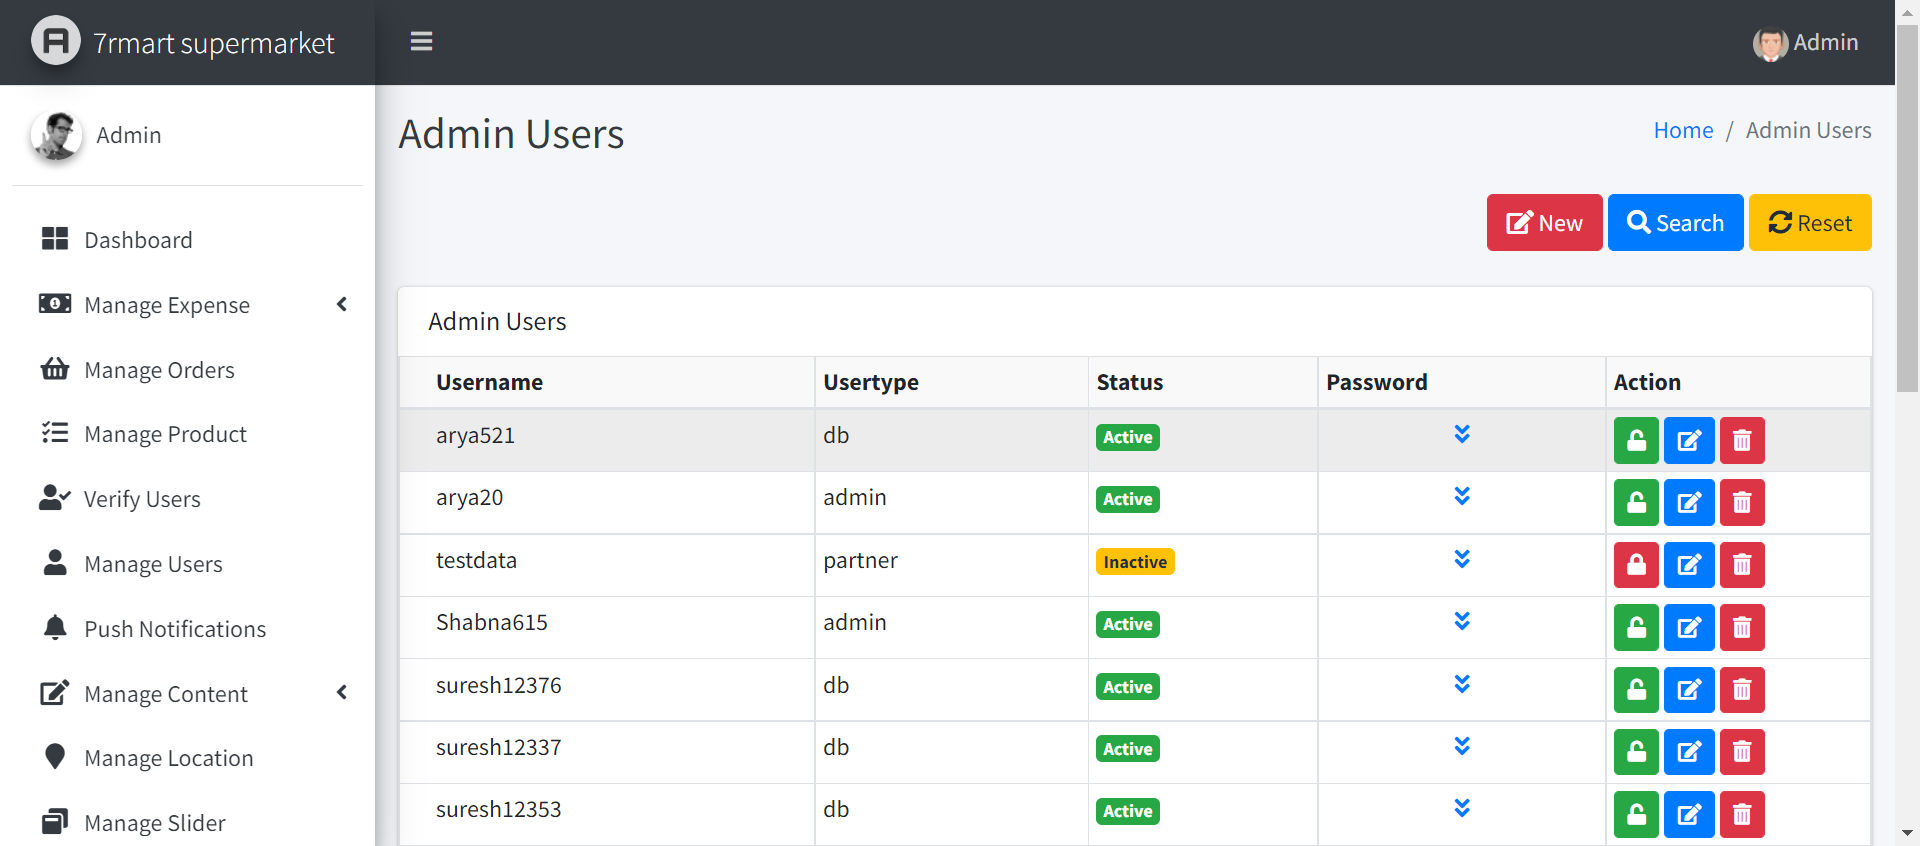 7rmart supermarket
Admin
Admin
Dashboard
Manage Expense
Manage Orders
Manage Product
Verify Users
Manage Users
Push Notifications
Manage Content
Manage Location
Manage Slider
Admin Users
Home / Admin Users
New Search Reset
Admin Users
Username Usertype Status Password Action
arya521 db Active
arya20 admin Active
testdata partner Inactive
Shabna615 admin Active
suresh12376 db Active
suresh12337 db Active
suresh12353 db Active